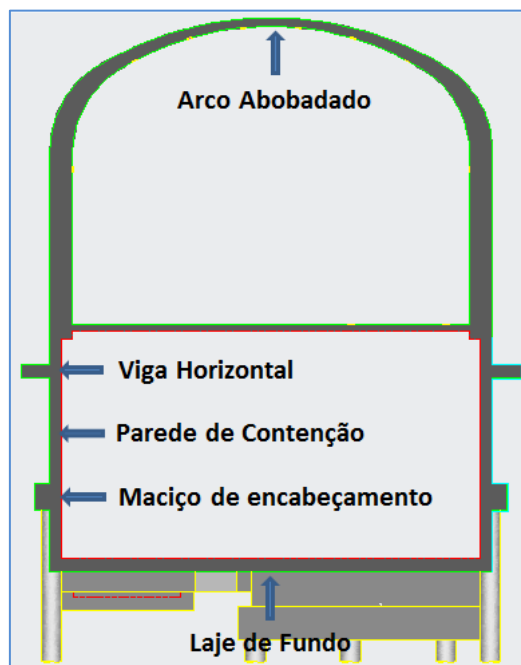 Arco Abobadado
Viga Horizontal
Parede de Contenção
Maciço de encabeçamento
Laje de Fundo